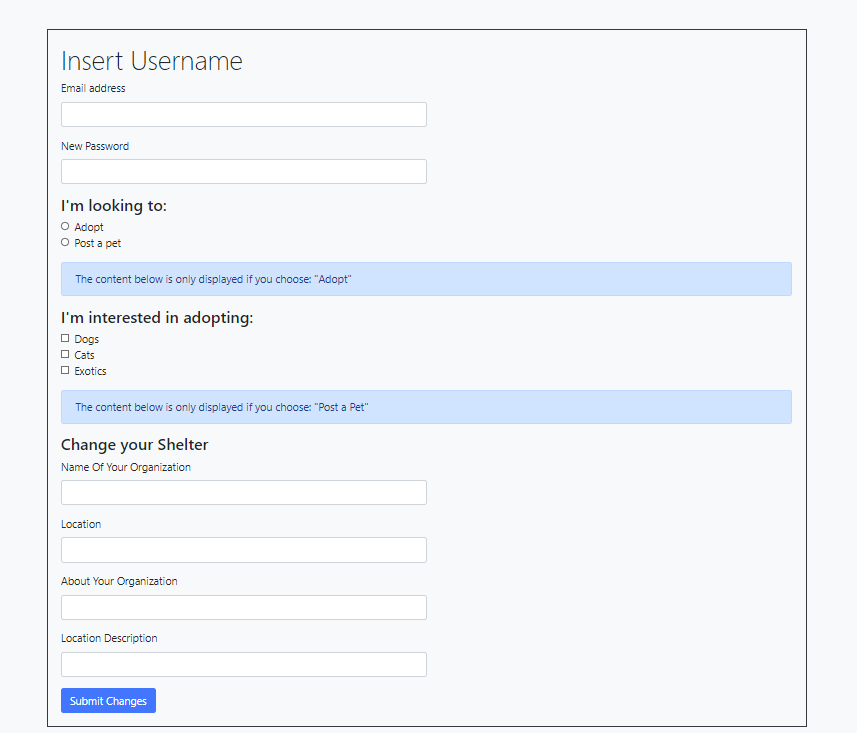 Insert Username
Email address
New Password
I'm looking to:
Adopt
Post a pet
The content below is only displayed if you choose: "Adopt"
I'm interested in adopting:
Dogs
Cats
Exotics
The content below is only displayed if you choose: "Post a Pet"
Change your Shelter
Name Of Your Organization
Location
About Your Organization
Location Description
Submit Changes